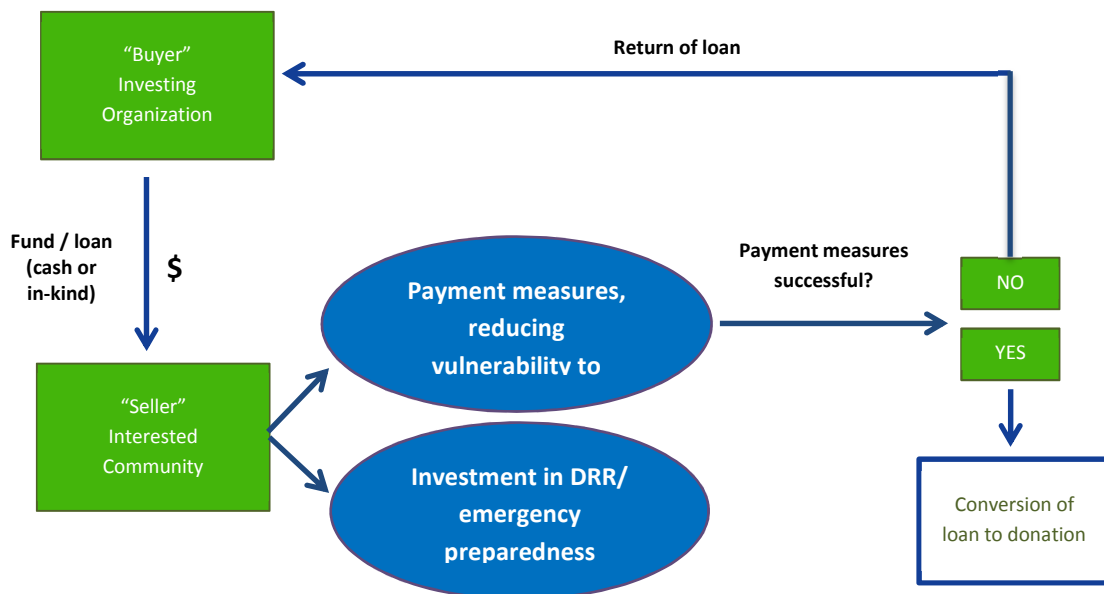 “Buyer”
Investing
Organization
Return of loan
Fund / loan
(cash or
in-kind)
$
Payment measures,
reducing
vulnerability to
Payment measures
successful?
NO
YES
“Seller”
Interested
Community
Investment in DRR/
emergency
preparedness
Conversion of
loan to donation